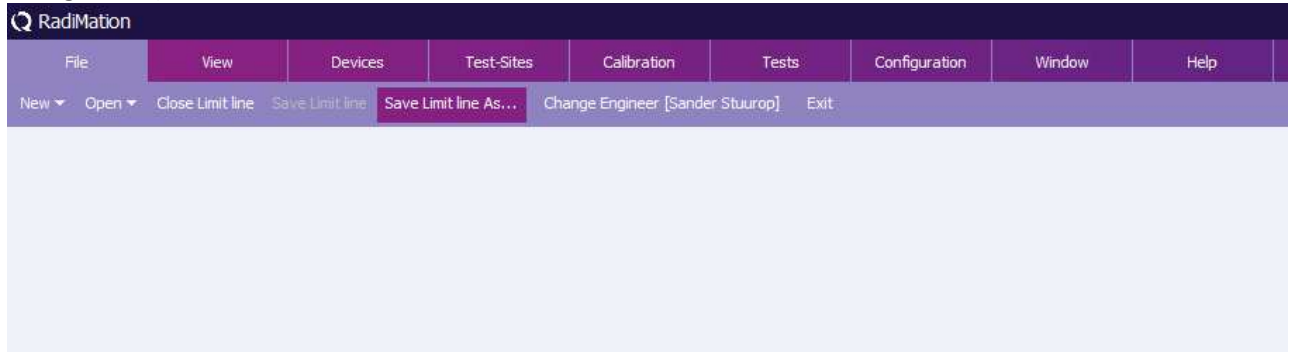 RadiMation
File View Devices Test-Sites Calibration Tests Configuration Window Help
New Open Close Limit line Save Limit line Save Limit line As... Change Engineer [Sander Stuurop] Exit